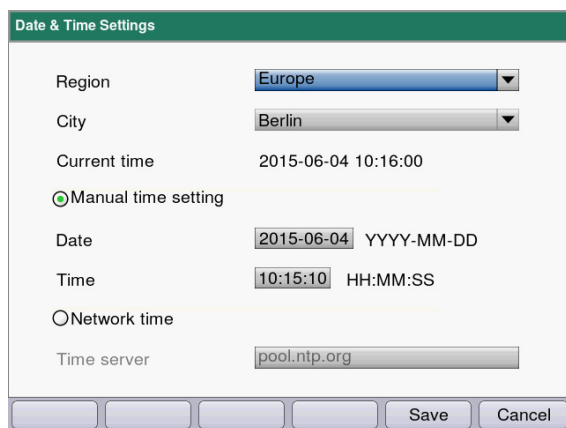 Date & Time Settings
Region Europe
City Berlin
Current time 2015-06-04 10:16:00
Manual time setting
Date 2015-06-04 YYYY-MM-DD
Time 10:15:10 HH:MM:SS
Network time
Time server pool.ntp.org
Save Cancel